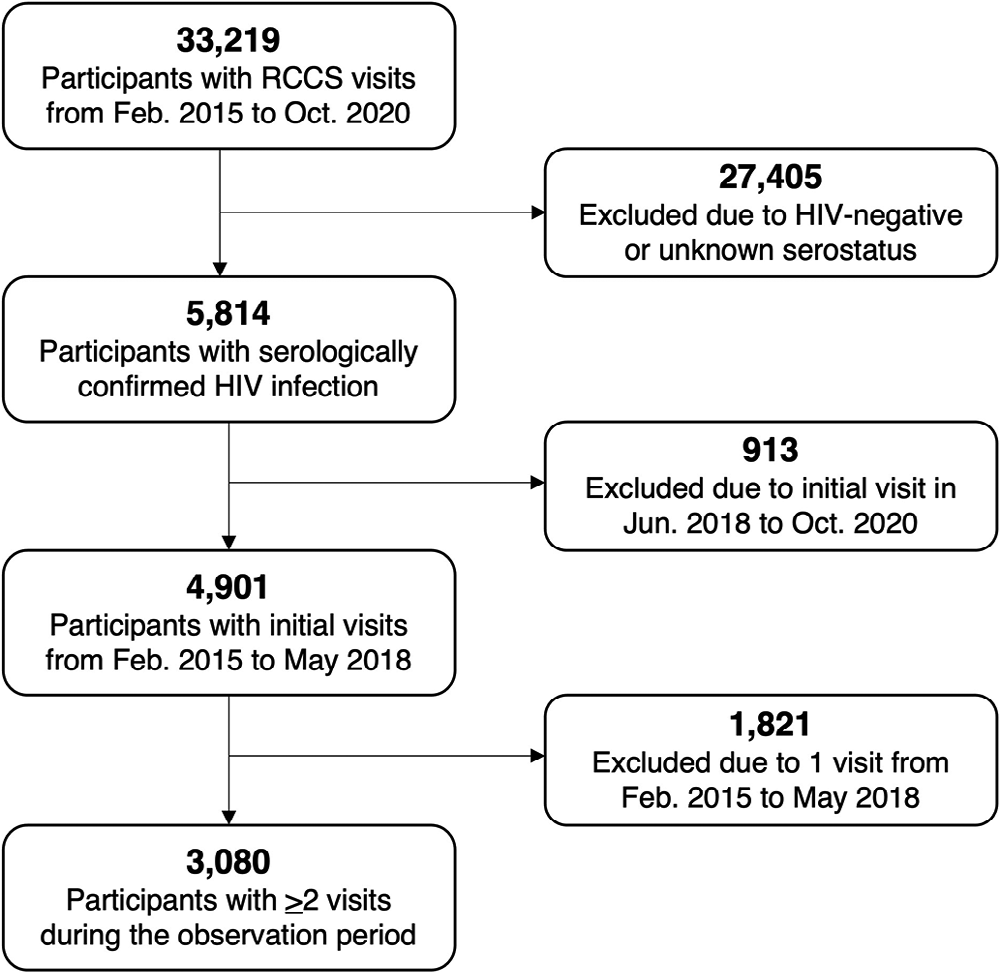 33,219
Participants with RCCS visits
from Feb. 2015 to Oct. 2020
27,405
Excluded due to HIV-negative
or unknown serostatus
5,814
Participants with serologically
confirmed HIV infection
913
Excluded due to initial visit in
Jun. 2018 to Oct. 2020
4,901
Participants with initial visits
from Feb. 2015 to May 2018
1,821
Excluded due to 1 visit from
Feb. 2015 to May 2018
3,080
Participants with ≥2 visits
during the observation period